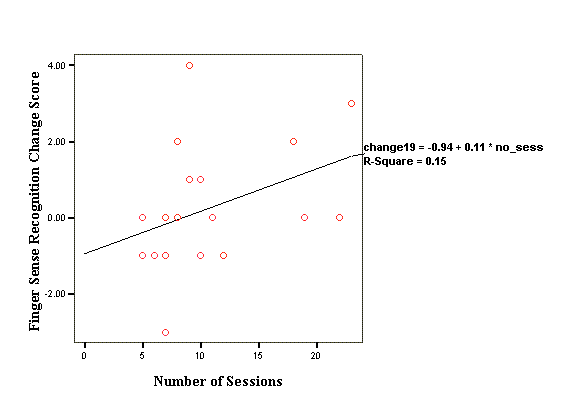 Finger Sense Recognition Change Score
4.00
2.00
0.00
-2.00
change19 = -0.94 + 0.11 * no_sess
R-Square = 0.15
0 5 10 15 20
Number of Sessions